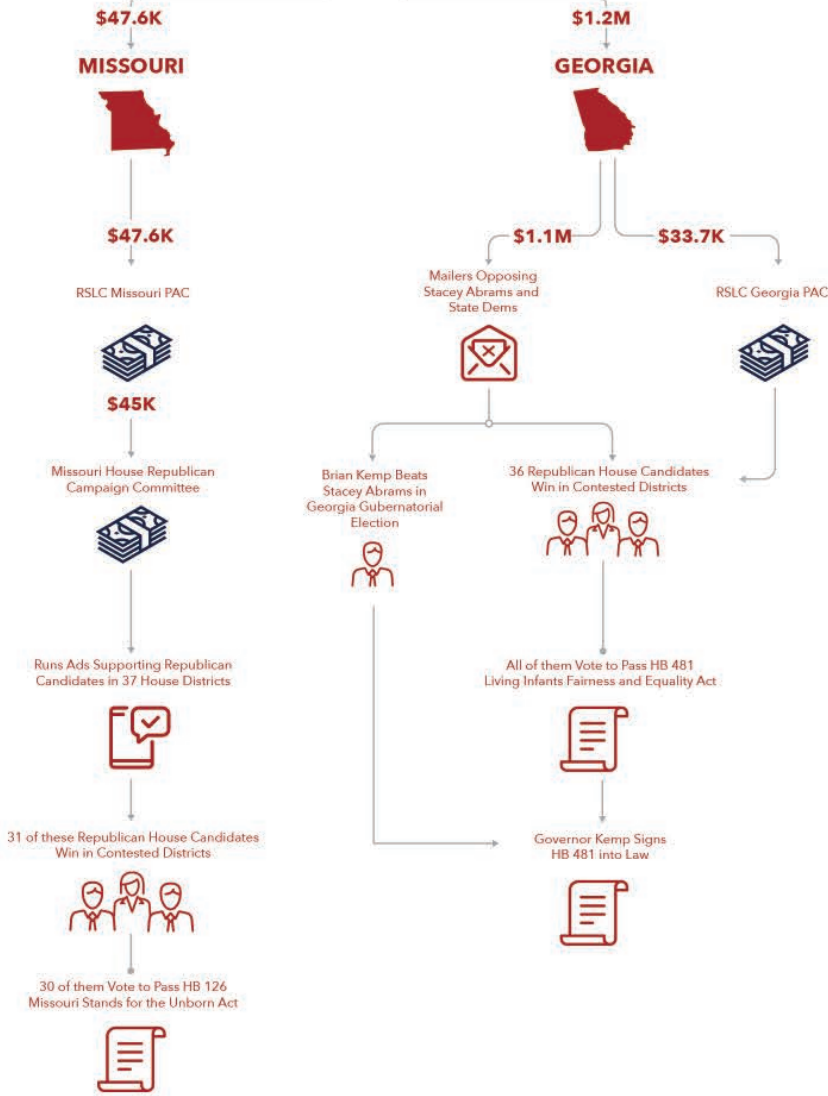 $47.6K
MISSOURI
$47.6K
RSLC Missouri PAC
$45K
Missouri House Republican
Campaign Committee
Runs Ads Supporting Republican
Candidates in 37 House Districts
31 of these Republican House Candidates
Win in Contested Districts
30 of them Vote to Pass HB 126
Missouri Stands for the Unborn Act
$1.2M
GEORGIA
$1.1M
$33.7K
Mailers Opposing
Stacey Abrams and
State Dems
RSLC Georgia PAC
Brian Kemp Beats
Stacey Abrams in
Georgia Gubernatorial
Election
36 Republican House Candidates
Win in Contested Districts
All of them Vote to Pass HB 481
Living Infants Fairness and Equality Act
Governor Kemp Signs
HB 481 into Law